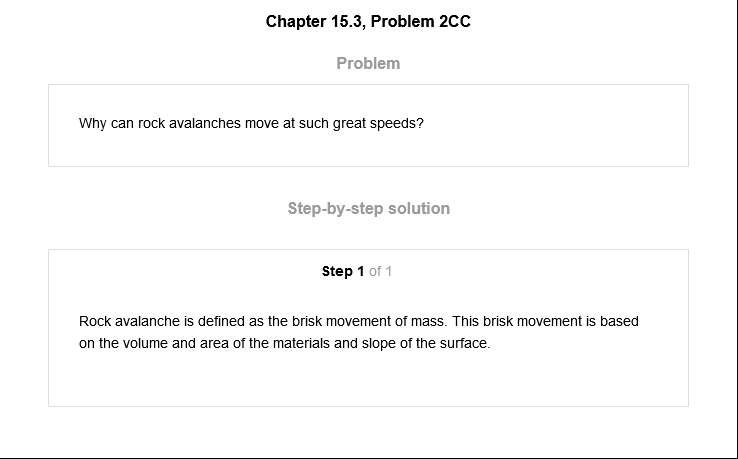 Chapter 15.3, Problem 2CC
Problem
Why can rock avalanches move at such great speeds?
Step-by-step solution
Step 1 of 1
Rock avalanche is defined as the brisk movement of mass. This brisk movement is based
on the volume and area of the materials and slope of the surface.